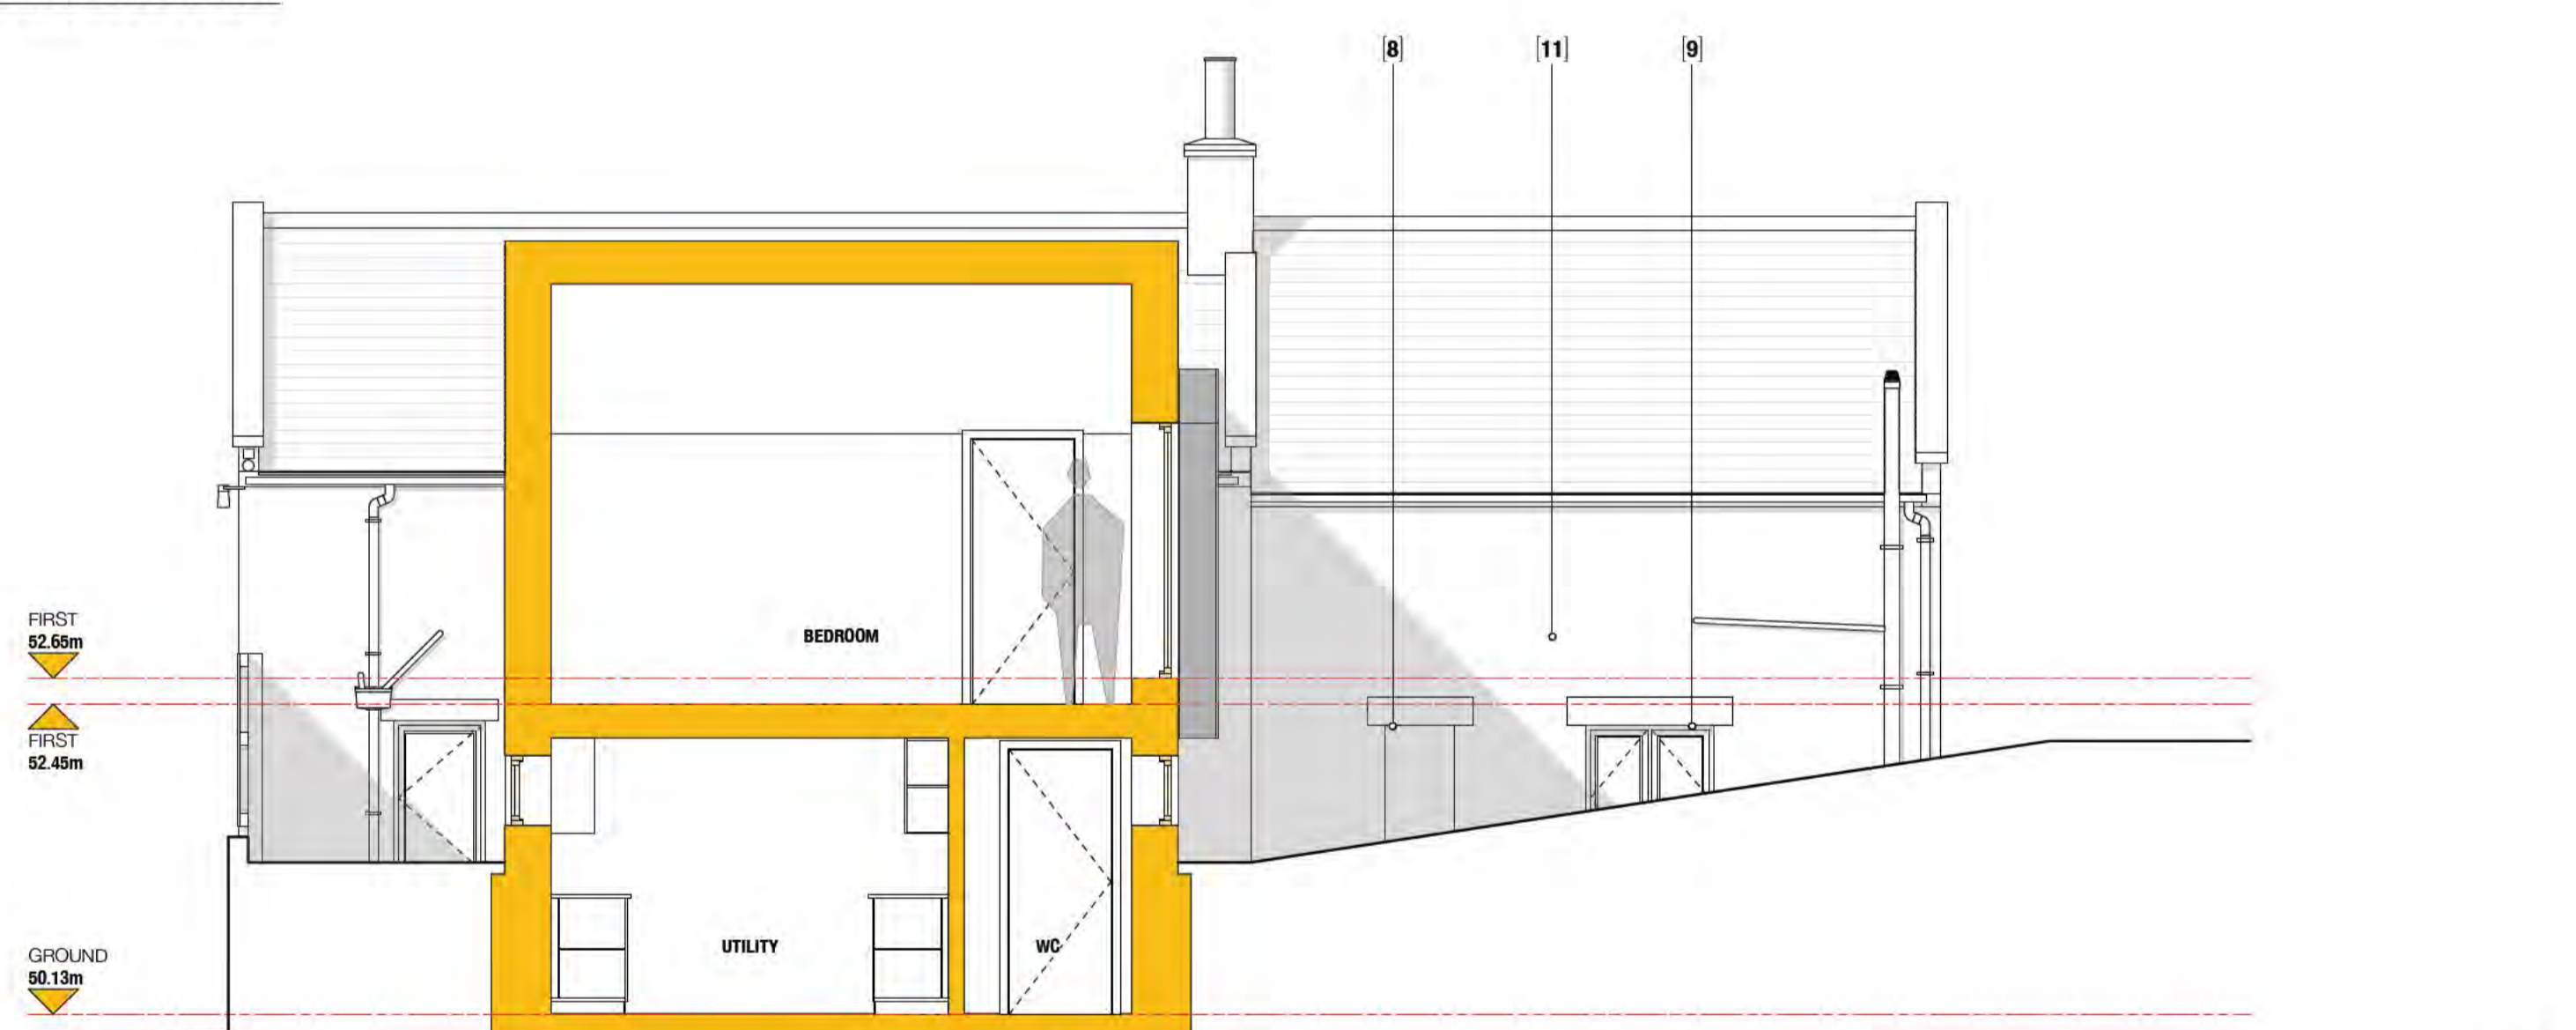 [8] [11] [9]
FIRST
52.65m
BEDROOM
FIRST
52.45m
UTILITY
WC
GROUND
50.13m